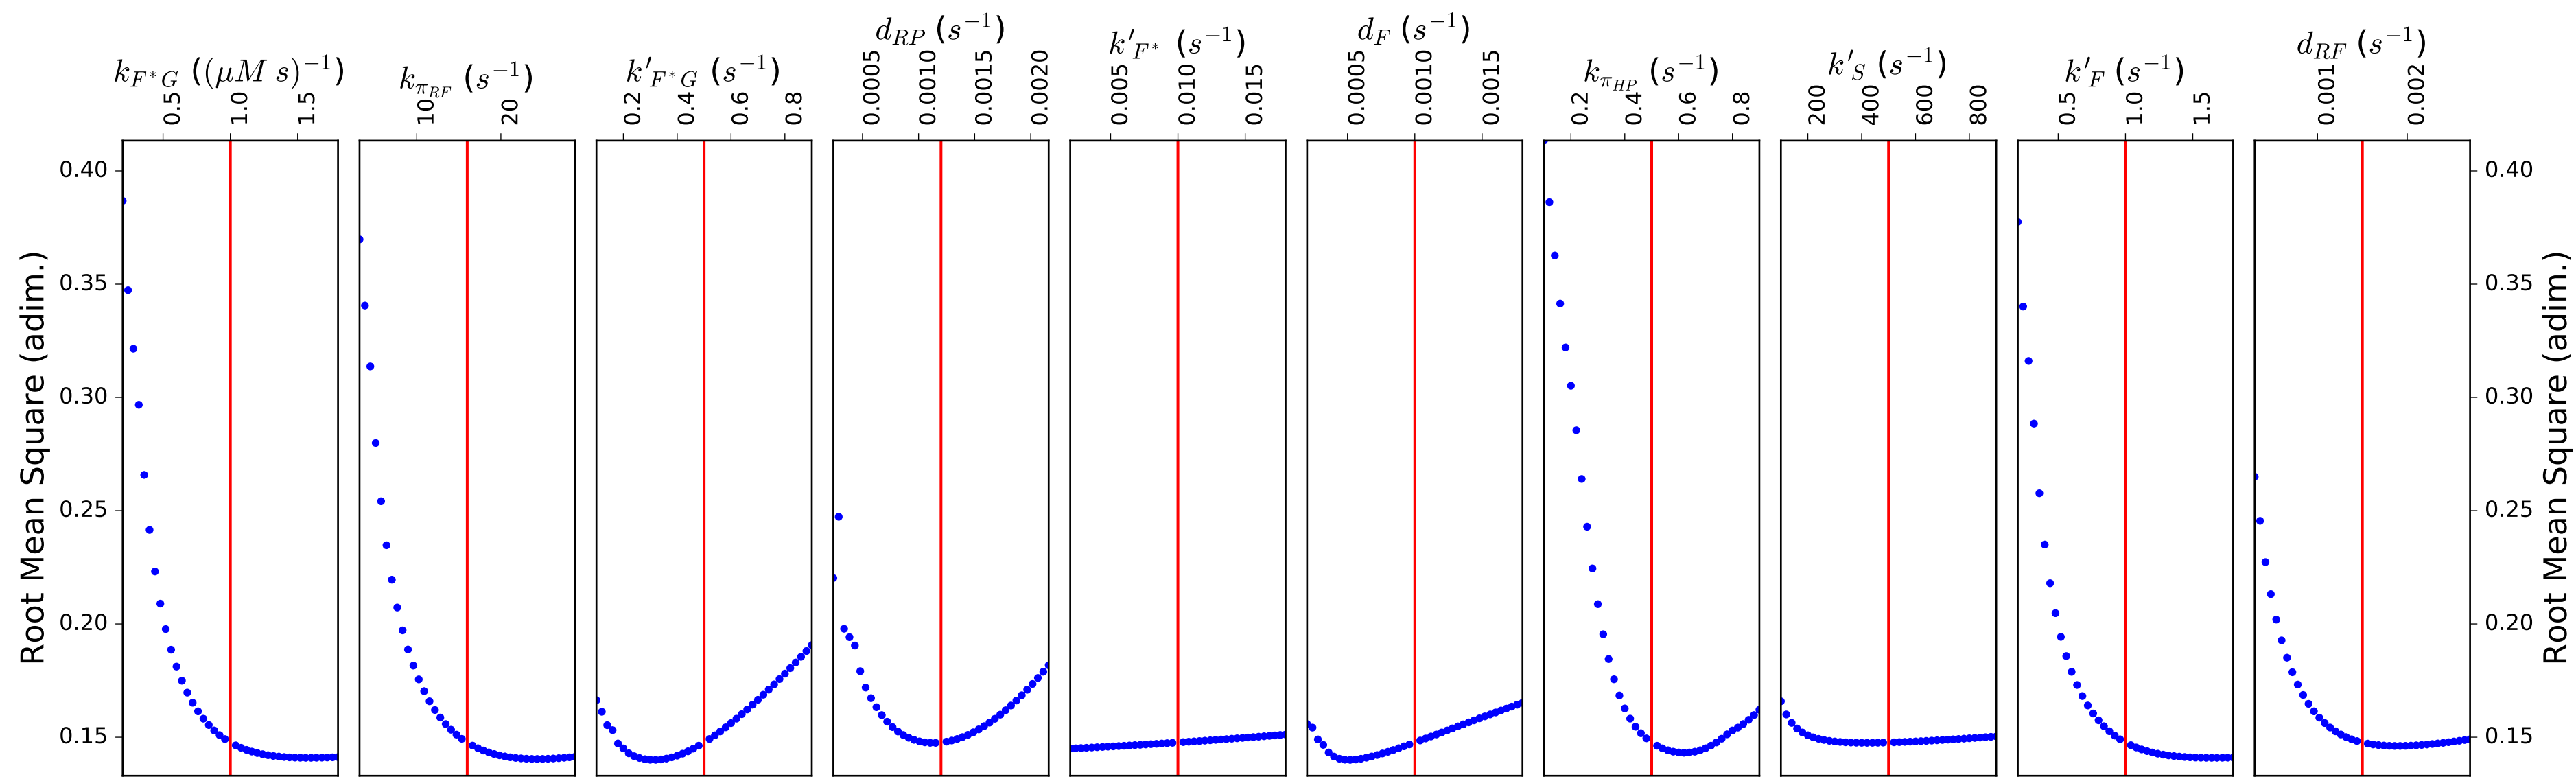 k_{F*G} ((μM s)^{-1})
0.5 1.0 1.5
k_{π_{RF}} (s^{-1})
10 20
k'_{F*G} (s^{-1})
0.2 0.4 0.6 0.8
d_{RP} (s^{-1})
0.0005 0.0010 0.0015 0.0020
k'_{F*} (s^{-1})
0.005 0.010 0.015
d_F (s^{-1})
0.0005 0.0010 0.0015
k_{π_{HP}} (s^{-1})
0.2 0.4 0.6 0.8
k'_S (s^{-1})
200 400 600 800
k'_F (s^{-1})
0.5 1.0 1.5
d_{RF} (s^{-1})
0.001 0.002
Root Mean Square (adim.)
0.40
0.35
0.30
0.25
0.20
0.15
0.40
0.35
0.30
0.25
0.20
0.15
Root Mean Square (adim.)